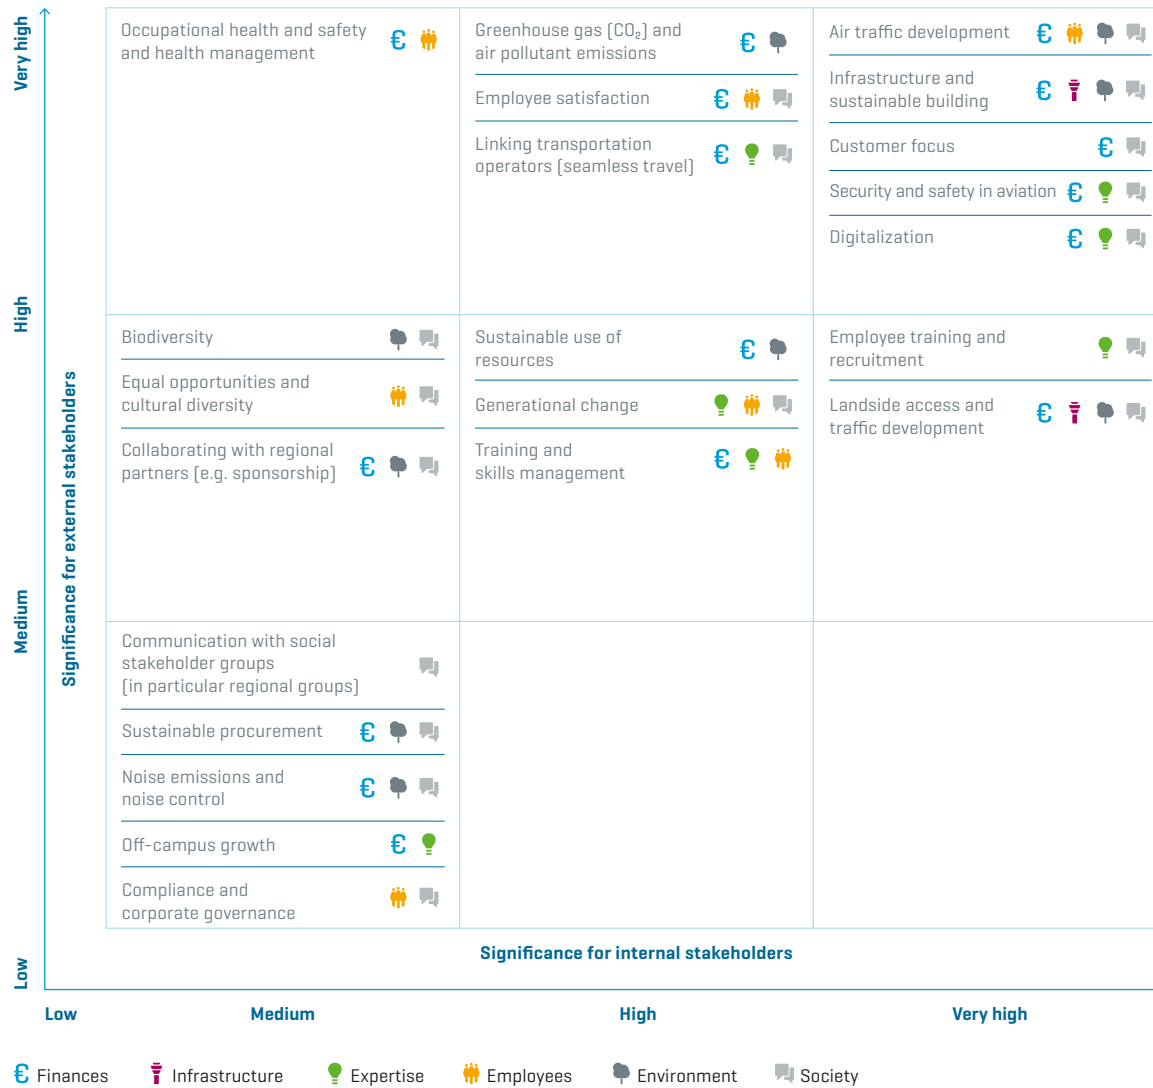 Very high
High
Medium
Low
Significance for external stakeholders
Occupational health and safety
and health management
Greenhouse gas (CO₂) and
air pollutant emissions
Employee satisfaction
Linking transportation
operators (seamless travel)
Air traffic development
Infrastructure and
sustainable building
Customer focus
Security and safety in aviation
Digitalization
Biodiversity
Equal opportunities and
cultural diversity
Collaborating with regional
partners (e.g. sponsorship)
Sustainable use of
resources
Generational change
Training and
skills management
Employee training and
recruitment
Landside access and
traffic development
Communication with social
stakeholder groups
(in particular regional groups)
Sustainable procurement
Noise emissions and
noise control
Off-campus growth
Compliance and
corporate governance
Significance for internal stakeholders
Low Medium High Very high
€ Finances Infrastructure Expertise Employees Environment Society